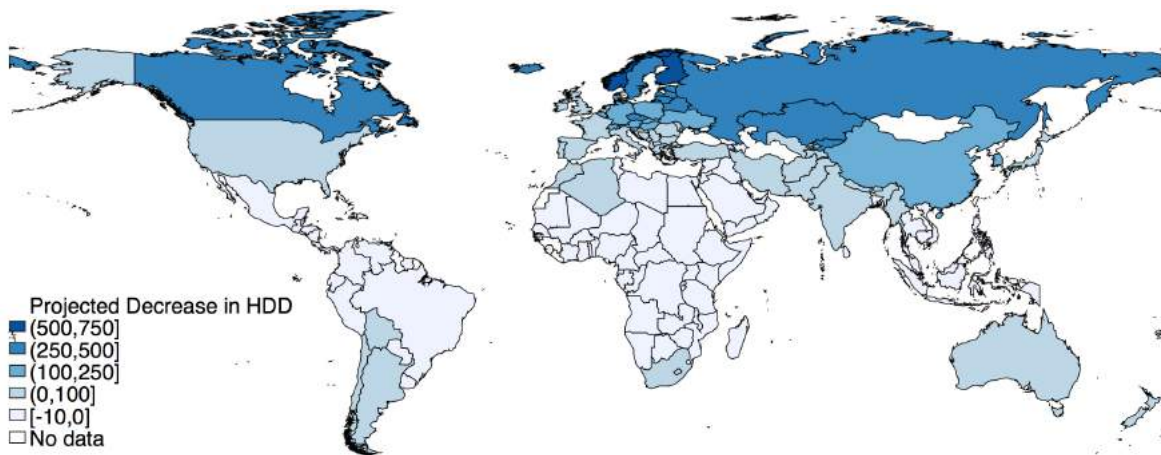 Projected Decrease in HDD
(500,750]
(250,500]
(100,250]
(0,100]
[-10,0]
No data